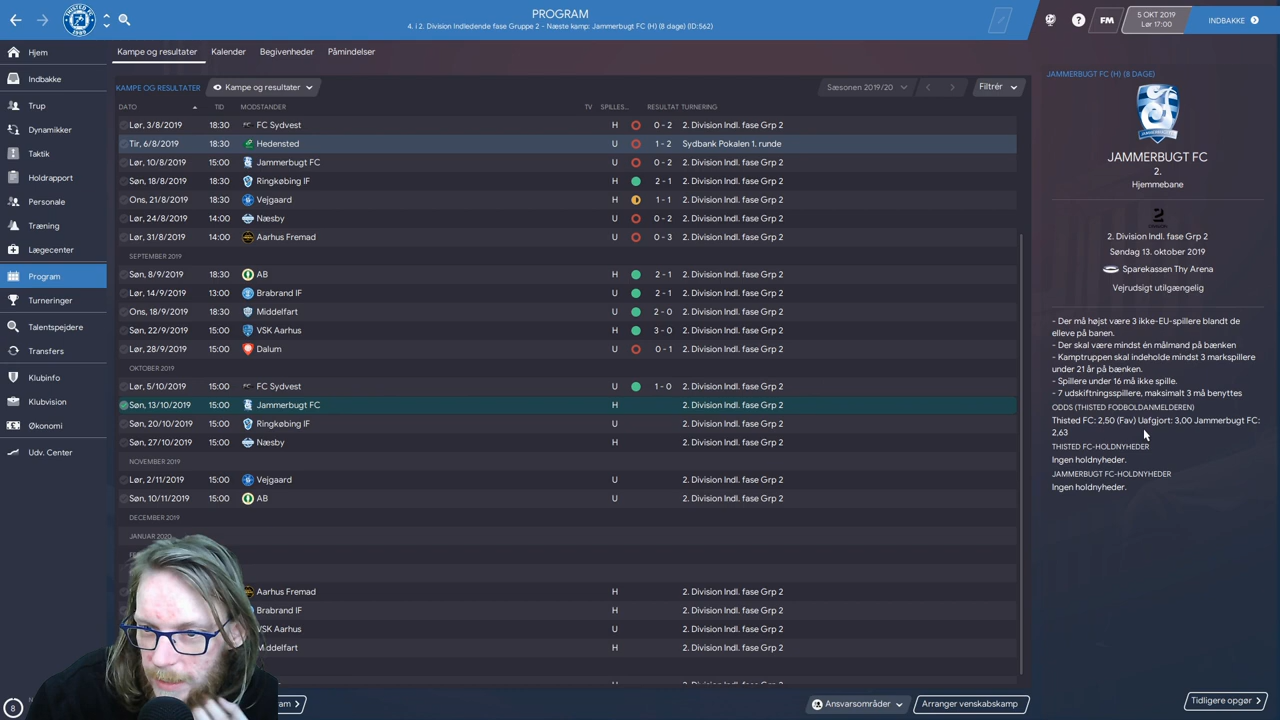 PROGRAM
4. i 2. Division Indledende fase Gruppe 2 - Næste kamp: Jammerbugt FC (H) (8 dage) (ID:562)
FM
5 OKT 2019
Lør 17:00
INDBAKKE
Hjem
Indbakke
Trup
Dynamikker
Taktik
Holdrapport
Personale
Træning
Lægecenter
Program
Turneringer
Talentspejdere
Transfers
Klubinfo
Klubvision
Økonomi
Udv. Center
8
Kampe og resultater Kalender Begivenheder Påmindelser
KAMPE OG RESULTATER Kampe og resultater Sæsonen 2019/20 Filtrér
DATO TID MODSTANDER TV SPILLES... RESULTAT TURNERING
Lør, 3/8/2019 18:30 FC Sydvest H 0 - 2 2. Division Indl. fase Grp 2
Tir, 6/8/2019 18:30 Hedensted U 1 - 2 Sydbank Pokalen 1. runde
Lør, 10/8/2019 15:00 Jammerbugt FC U 0 - 2 2. Division Indl. fase Grp 2
Søn, 18/8/2019 15:00 Ringkøbing IF H 2 - 1 2. Division Indl. fase Grp 2
Ons, 21/8/2019 18:30 Vejgaard H 1 - 1 2. Division Indl. fase Grp 2
Lør, 24/8/2019 14:00 Næsby U 0 - 2 2. Division Indl. fase Grp 2
Lør, 31/8/2019 14:00 Aarhus Fremad U 0 - 3 2. Division Indl. fase Grp 2
SEPTEMBER 2019
Søn, 8/9/2019 18:30 AB H 2 - 1 2. Division Indl. fase Grp 2
Lør, 14/9/2019 13:00 Brabrand IF U 2 - 1 2. Division Indl. fase Grp 2
Ons, 18/9/2019 18:30 Middelfart U 2 - 0 2. Division Indl. fase Grp 2
Søn, 22/9/2019 15:00 VSK Aarhus H 3 - 0 2. Division Indl. fase Grp 2
Lør, 28/9/2019 15:00 Dalum U 0 - 1 2. Division Indl. fase Grp 2
OKTOBER 2019
Lør, 5/10/2019 15:00 FC Sydvest U 1 - 0 2. Division Indl. fase Grp 2
Søn, 13/10/2019 15:00 Jammerbugt FC H 2. Division Indl. fase Grp 2
Søn, 20/10/2019 15:00 Ringkøbing IF U 2. Division Indl. fase Grp 2
Søn, 27/10/2019 15:00 Næsby H 2. Division Indl. fase Grp 2
NOVEMBER 2019
Lør, 2/11/2019 15:00 Vejgaard U 2. Division Indl. fase Grp 2
Søn, 10/11/2019 15:00 AB U 2. Division Indl. fase Grp 2
DECEMBER 2019
JANUAR 2020
Aarhus Fremad H 2. Division Indl. fase Grp 2
Brabrand IF H 2. Division Indl. fase Grp 2
VSK Aarhus U 2. Division Indl. fase Grp 2
Middelfart H 2. Division Indl. fase Grp 2
Ansvarsområder Arranger venskabskamp
JAMMERBUGT FC (H) (8 DAGE)
JAMMERBUGT FC
2.
Hjemmebane
2. Division Indl. fase Grp 2
Søndag 13. oktober 2019
Sparekassen Thy Arena
Vejrudsigt utilgængelig
- Der må højst være 3 ikke-EU-spillere blandt de
elleve på banen.
- Der skal være mindst én målmand på bænken
- Kamptruppen skal indeholde mindst 3 markspillere
under 21 år på bænken.
- Spillere under 16 må ikke spille.
- 7 udskiftningsspillere, maksimalt 3 må benyttes
ODDS (THISTED FODBOLDANMELDEREN)
Thisted FC: 2,50 (Fav) Uafgjort: 3,00 Jammerbugt FC:
2,63
THISTED FC-HOLDNYHEDER
Ingen holdnyheder.
JAMMERBUGT FC-HOLDNYHEDER
Ingen holdnyheder.
Tidligere opgør